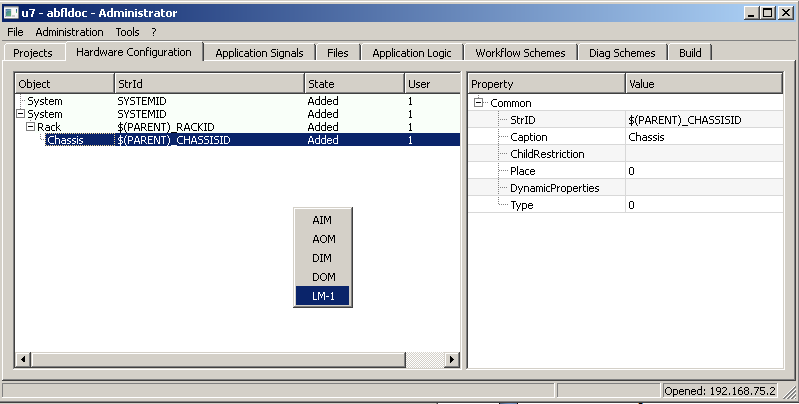 u7 - abfldoc - Administrator
File Administration Tools ?
Projects Hardware Configuration Application Signals Files Application Logic Workflow Schemes Diag Schemes Build
Object StrId State User
System SYSTEMID Added 1
System SYSTEMID Added 1
Rack $(PARENT)_RACKID Added 1
Chassis $(PARENT)_CHASSISID Added 1
AIM
AOM
DIM
DOM
LM-1
Property Value
Common
StrID $(PARENT)_CHASSISID
Caption Chassis
ChildRestriction
Place 0
DynamicProperties
Type 0
Opened: 192.168.75.2